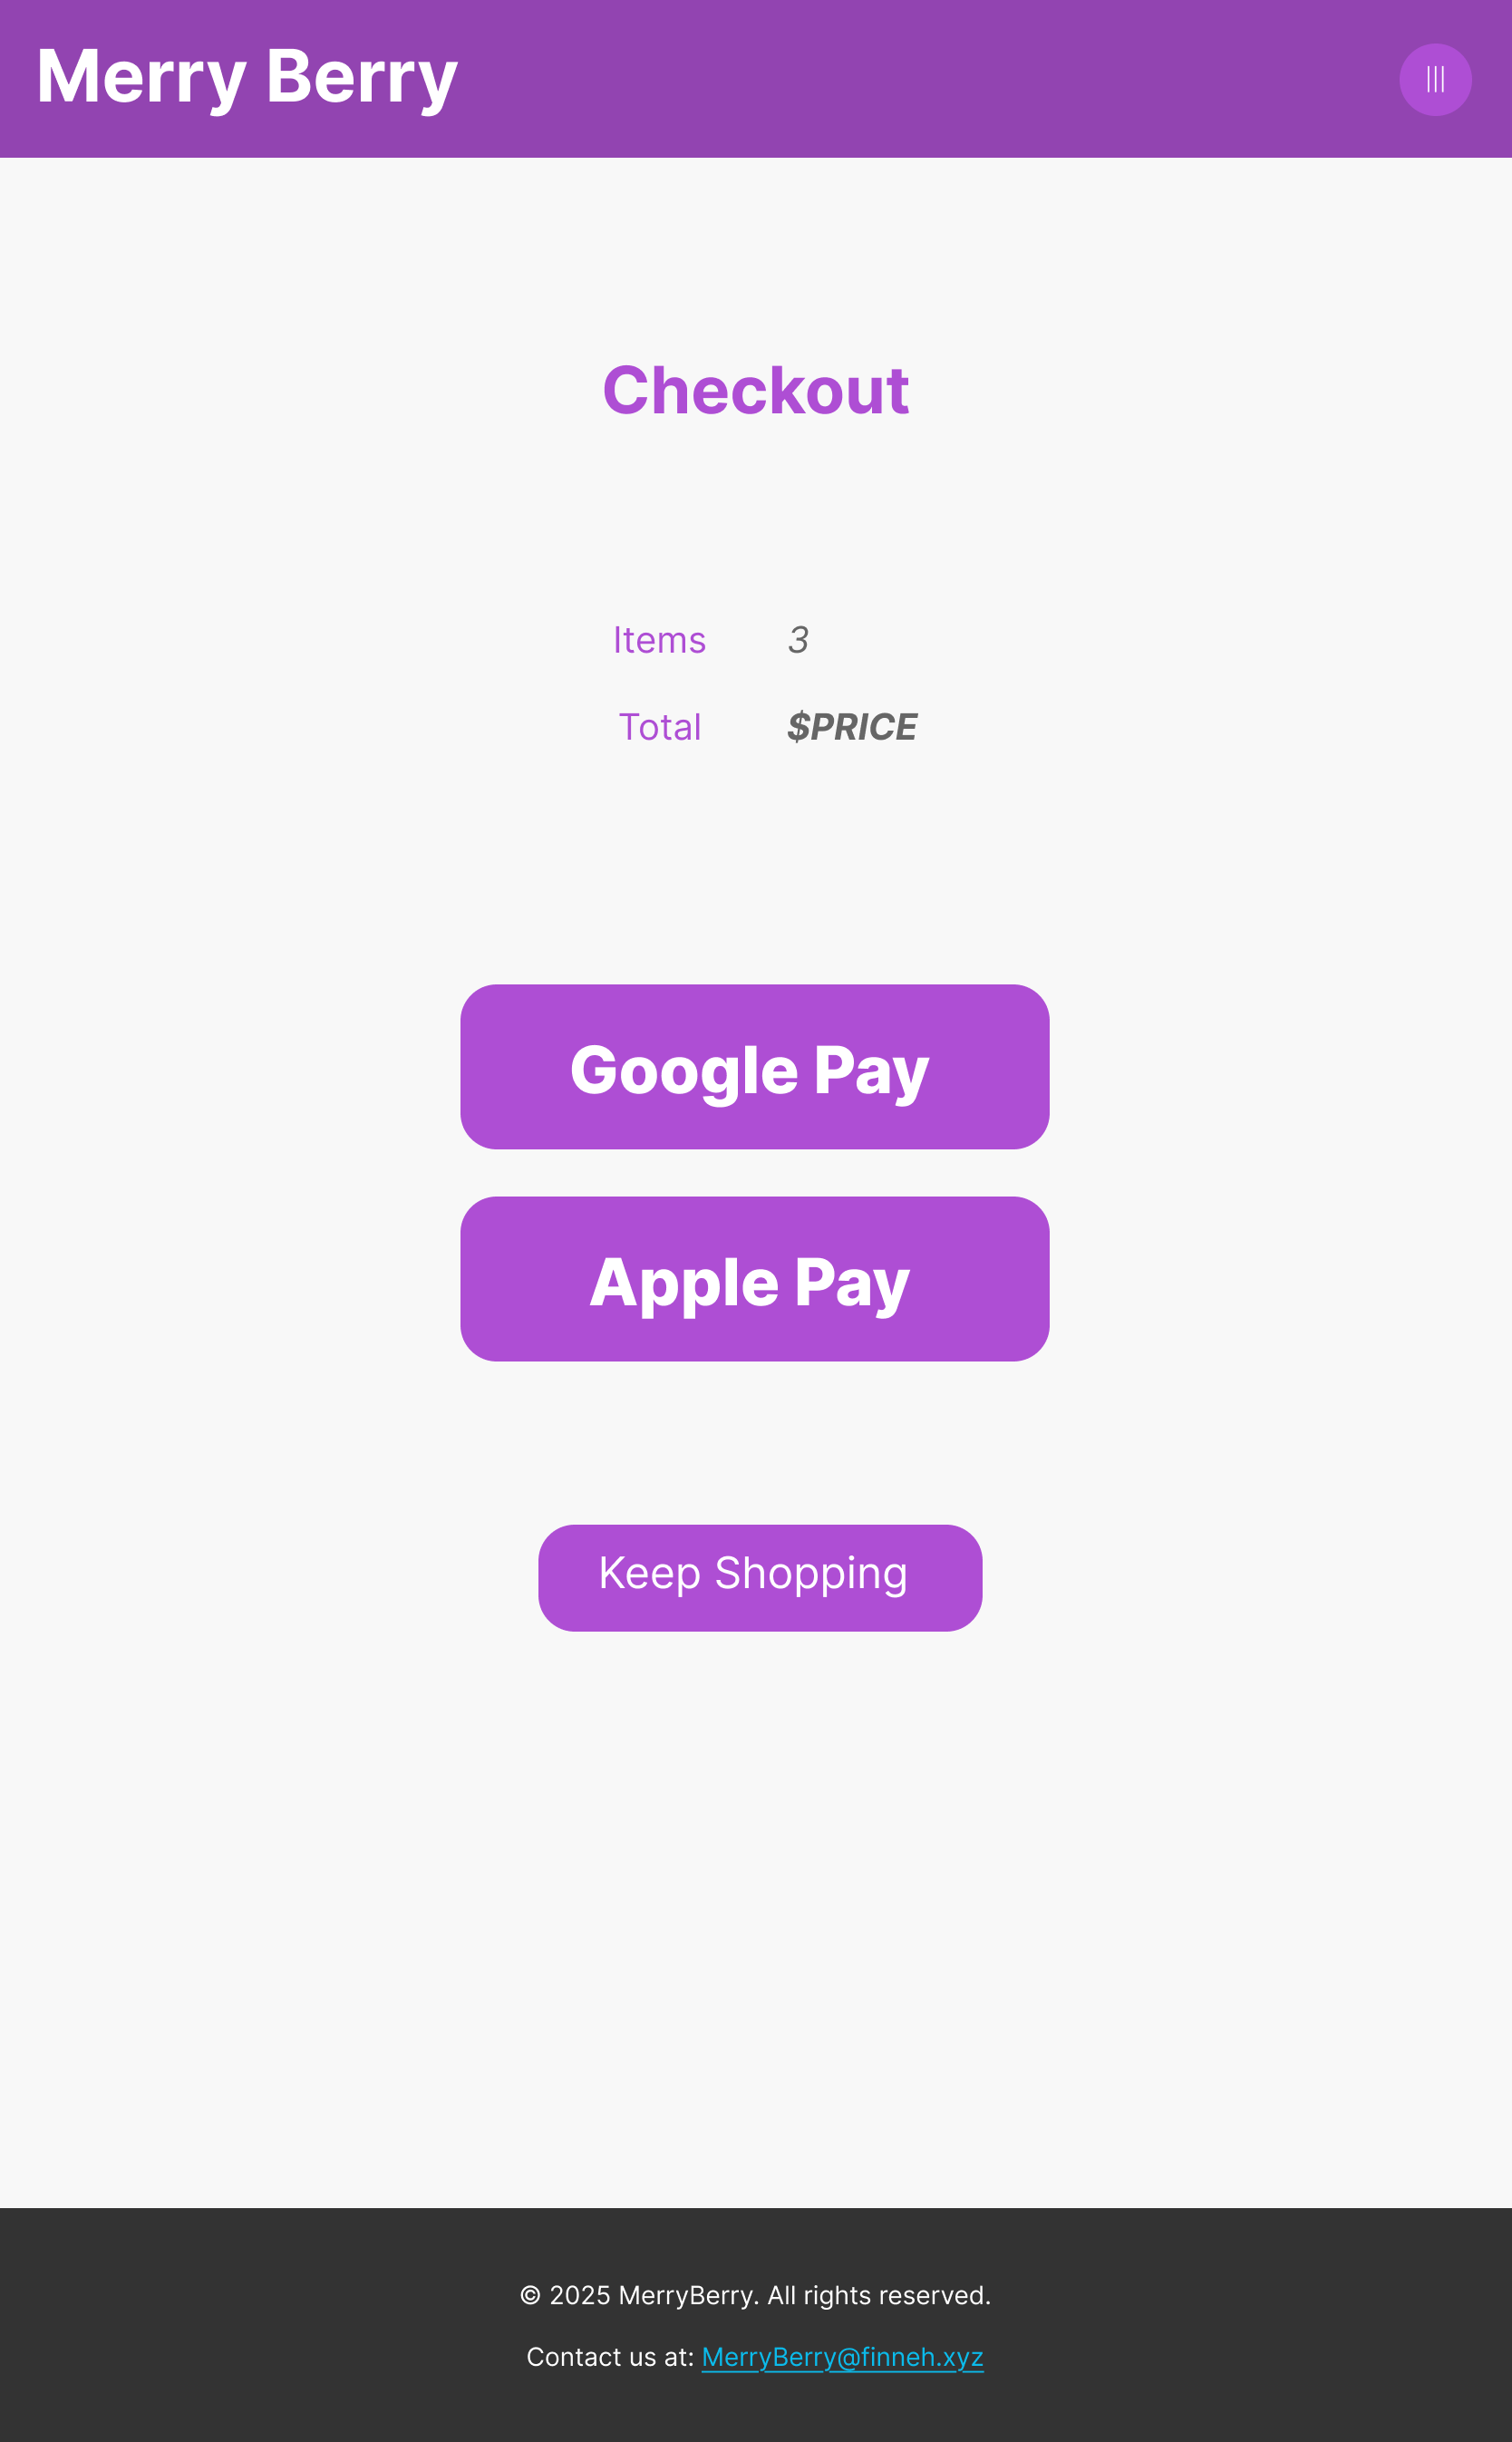 Merry Berry
Checkout
Items 3
Total $PRICE
Google Pay
Apple Pay
Keep Shopping
© 2025 MerryBerry. All rights reserved.
Contact us at: MerryBerry@finneh.xyz